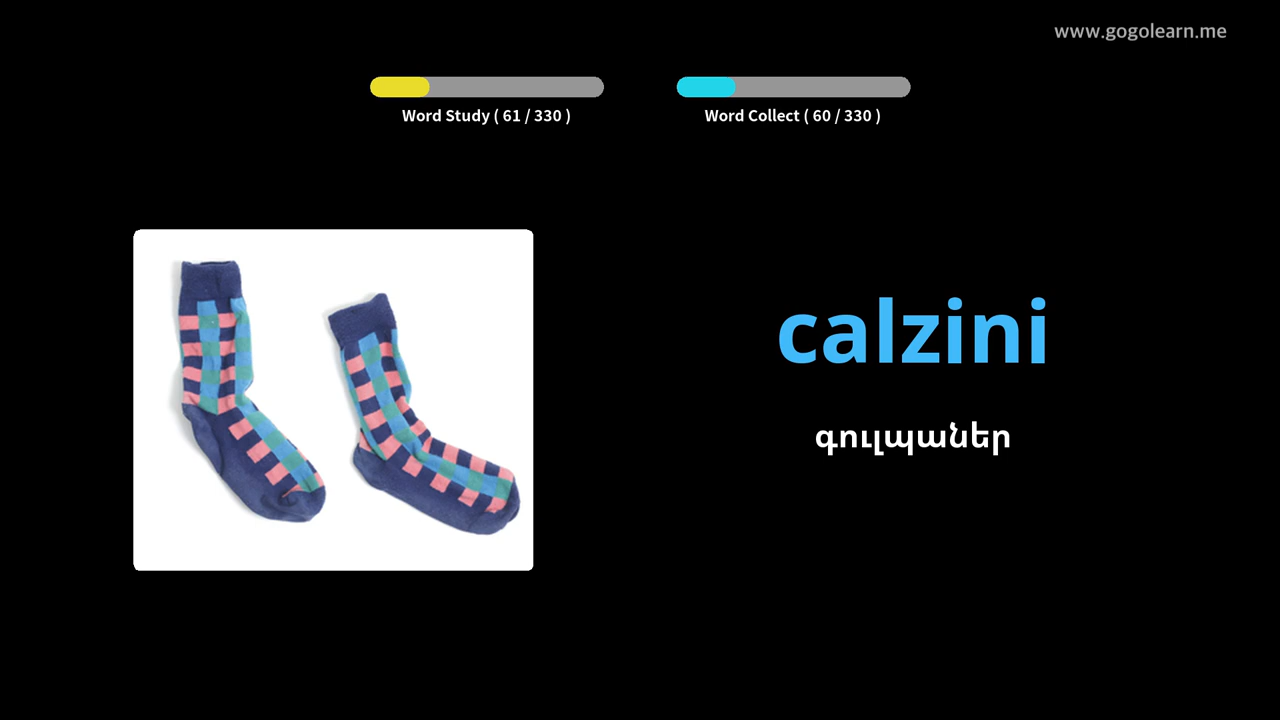 www.gogolearn.me
Word Study ( 61 / 330 )
Word Collect ( 60 / 330 )
calzini
գուլպաներ